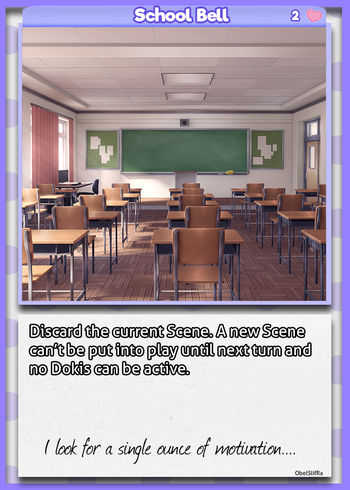 School Bell 2
Discard the current Scene. A new Scene
can't be put into play until next turn and
no Dokis can be active.
I look for a single ounce of motivation....
ObelSlifRa